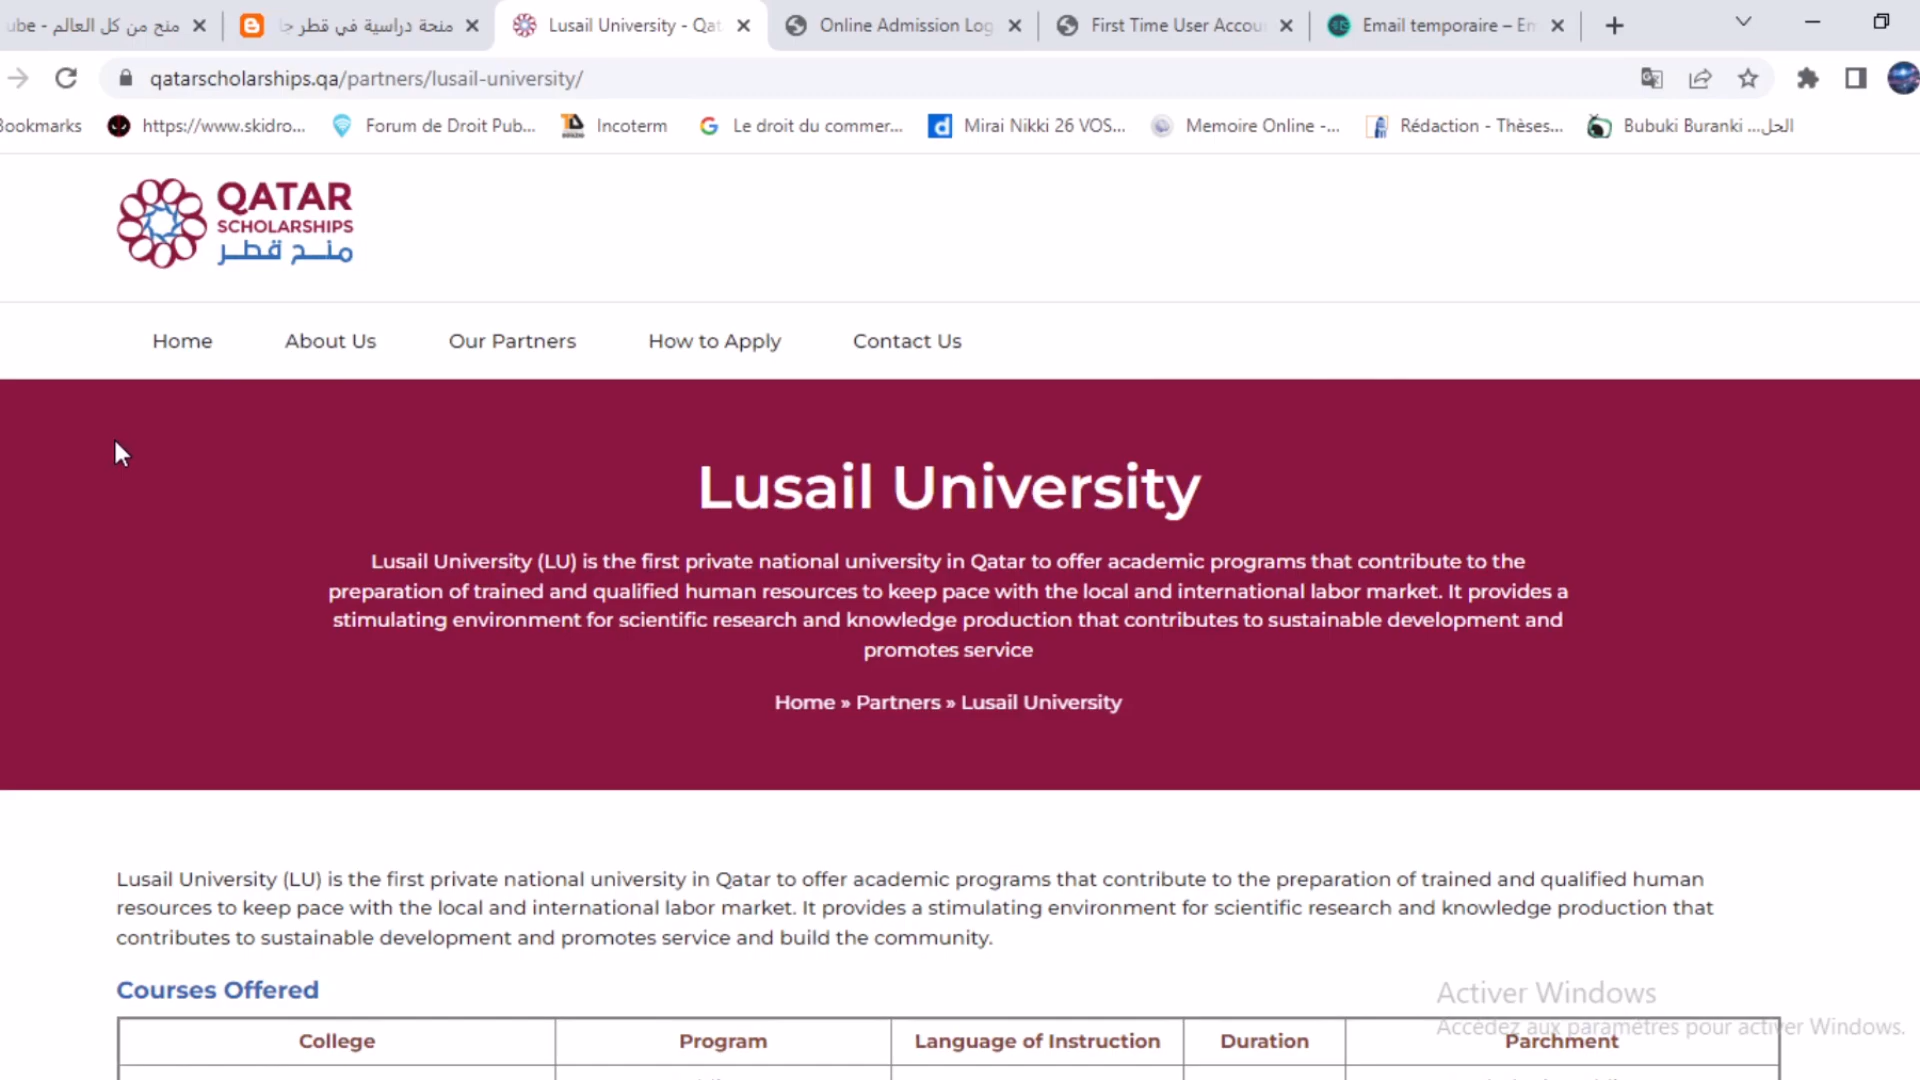 ube - منح من كل العالم
منحة دراسية في قطر جا
Lusail University - Qat
Online Admission Log
First Time User Accou
Email temporaire – En
qatarscholarships.qa/partners/lusail-university/
Bookmarks
https://www.skidro...
Forum de Droit Pub...
Incoterm
Le droit du commer...
Mirai Nikki 26 VOS...
Memoire Online -...
Rédaction - Thèses...
Bubuki Buranki ...الحل
QATAR
SCHOLARSHIPS
منح قطر
Home
About Us
Our Partners
How to Apply
Contact Us
Lusail University
Lusail University (LU) is the first private national university in Qatar to offer academic programs that contribute to the
preparation of trained and qualified human resources to keep pace with the local and international labor market. It provides a
stimulating environment for scientific research and knowledge production that contributes to sustainable development and
promotes service
Home » Partners » Lusail University
Lusail University (LU) is the first private national university in Qatar to offer academic programs that contribute to the preparation of trained and qualified human
resources to keep pace with the local and international labor market. It provides a stimulating environment for scientific research and knowledge production that
contributes to sustainable development and promotes service and build the community.
Courses Offered
Activer Windows
Accédez aux paramètres pour activer Windows.
College
Program
Language of Instruction
Duration
Parchment